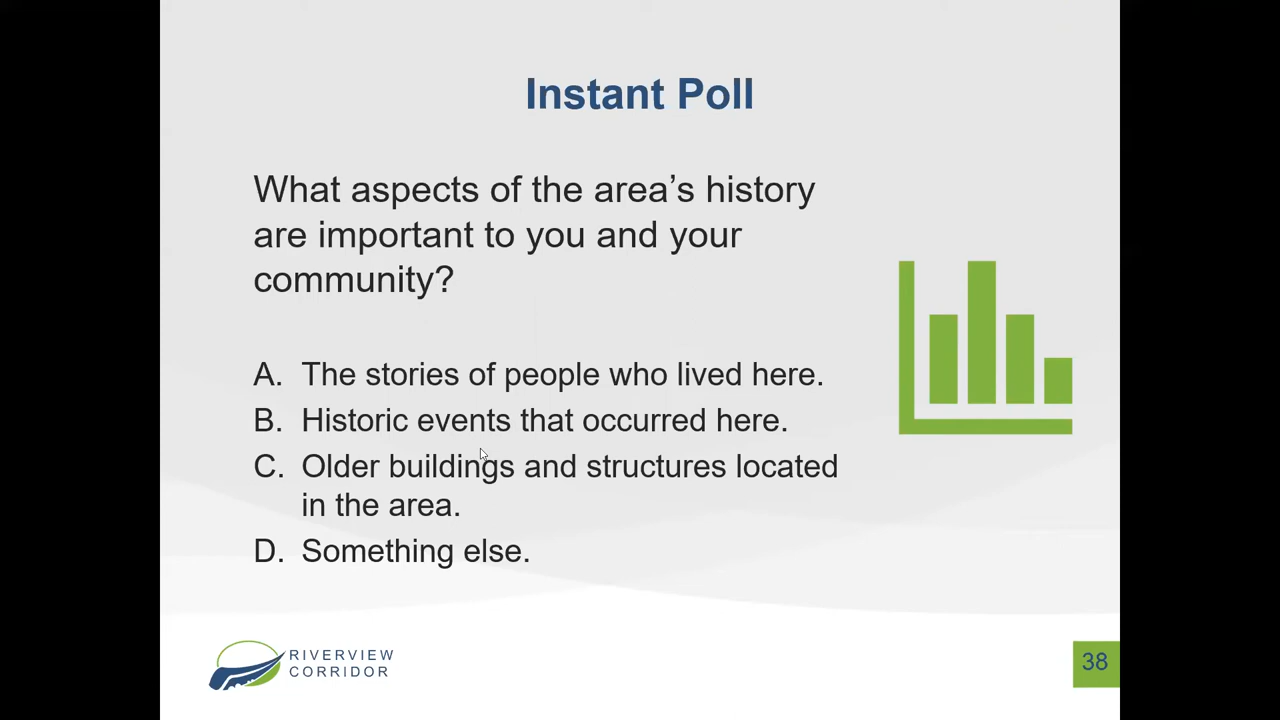 Instant Poll
What aspects of the area’s history
are important to you and your
community?
A. The stories of people who lived here.
B. Historic events that occurred here.
C. Older buildings and structures located
in the area.
D. Something else.
RIVERVIEW
CORRIDOR
38